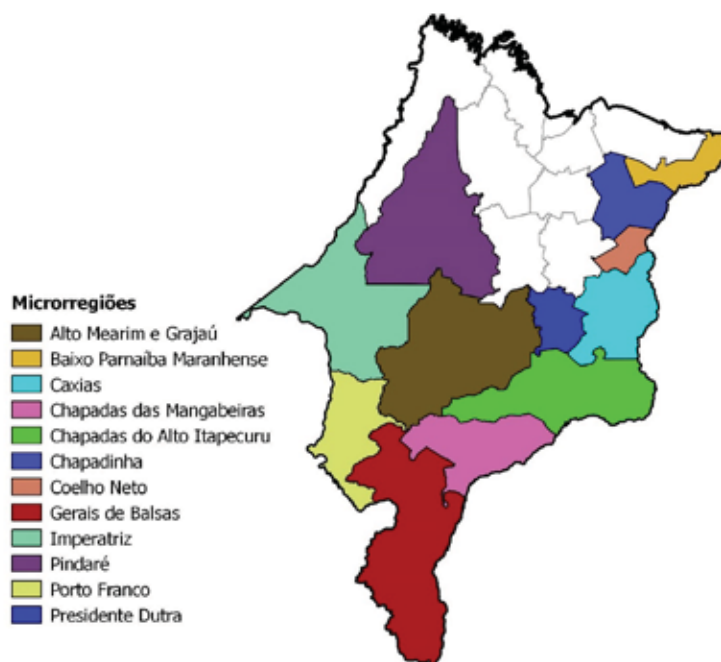 Microrregiões
Alto Mearim e Grajaú
Baixo Parnaíba Maranhense
Caxias
Chapadas das Mangabeiras
Chapadas do Alto Itapecuru
Chapadinha
Coelho Neto
Gerais de Balsas
Imperatriz
Pindaré
Porto Franco
Presidente Dutra